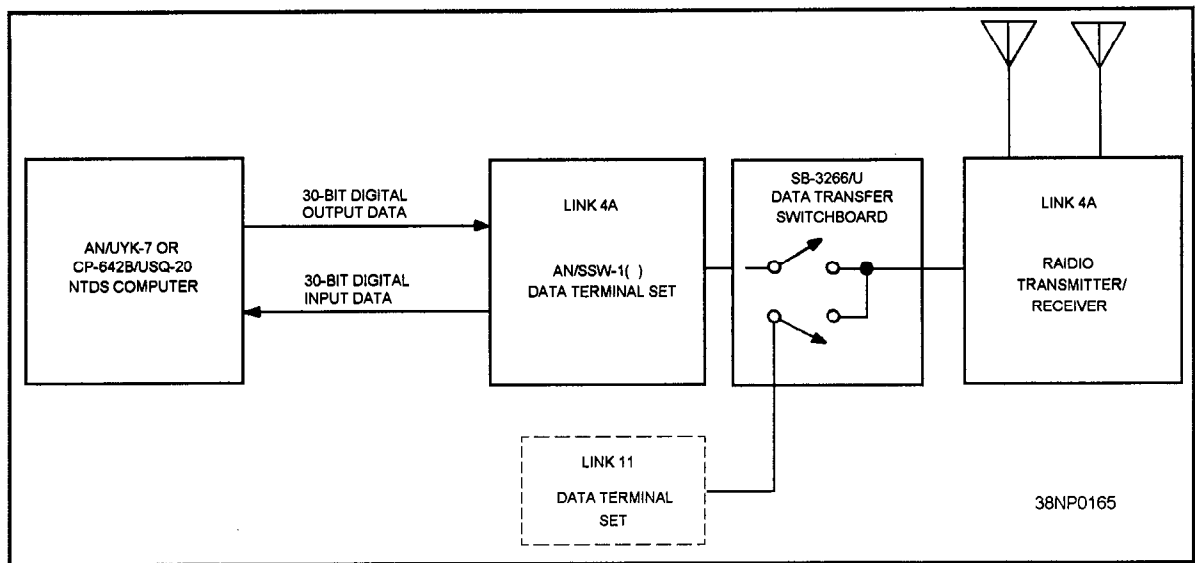 AN/UYK-7 OR
CP-642B/USQ-20
NTDS COMPUTER
30-BIT DIGITAL
OUTPUT DATA
30-BIT DIGITAL
INPUT DATA
LINK 4A
AN/SSW-1( )
DATA TERMINAL SET
SB-3266/U
DATA TRANSFER
SWITCHBOARD
LINK 4A
RAIDIO
TRANSMITTER/
RECEIVER
LINK 11
DATA TERMINAL
SET
38NP0165